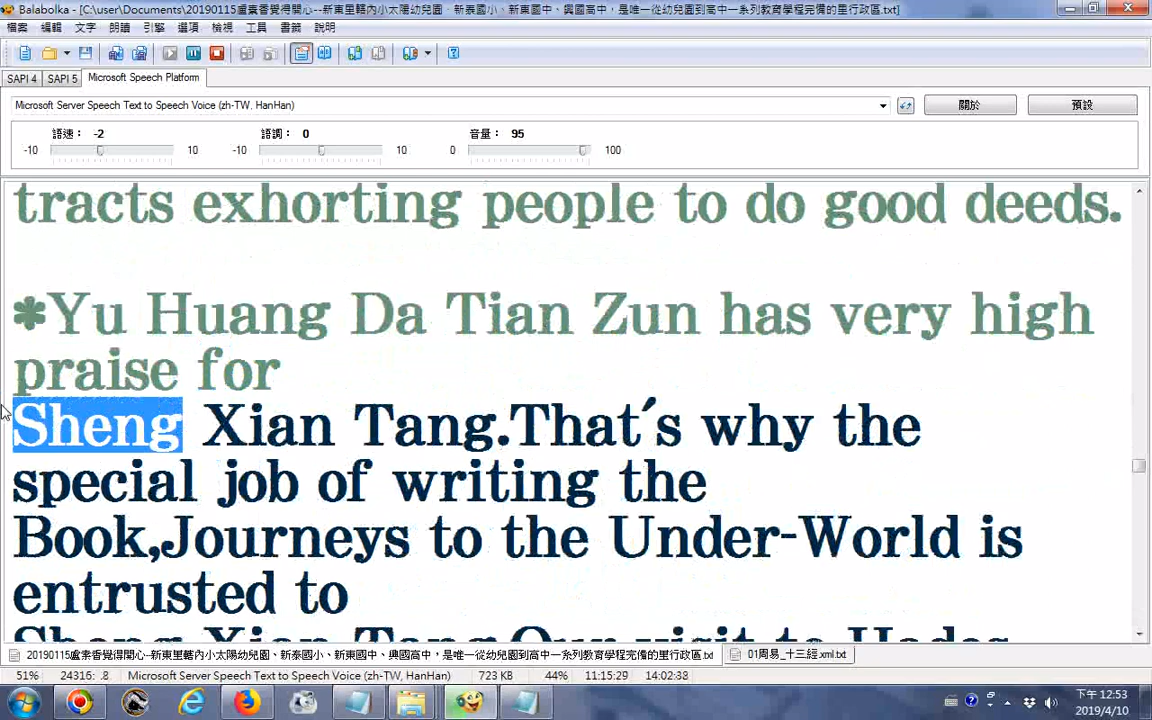 Balabolka - [C:\user\Documents\20190115盧素香覺得開心--新東里轄內小太陽幼兒園、新泰國小、新東國中、興國高中，是唯一從幼兒園到高中一系列教育學程完備的里行政區.txt]
檔案 編輯 文字 朗讀 引擎 選項 檢視 工具 書籤 說明
SAPI 4 SAPI 5 Microsoft Speech Platform
Microsoft Server Speech Text to Speech Voice (zh-TW, HanHan) 關於 預設
語速： -2 語調： 0 音量： 95
-10 10 -10 10 0 100
tracts exhorting people to do good deeds.
✽Yu Huang Da Tian Zun has very high
praise for
Sheng Xian Tang.That′s why the
special job of writing the
Book,Journeys to the Under-World is
entrusted to
Sheng Xian Tang.Our visit to Hades
20190115盧素香覺得開心--新東里轄內小太陽幼兒園、新泰國小、新東國中、興國高中，是唯一從幼兒園到高中一系列教育學程完備的里行政區.txt 01周易_十三經.xml.txt
51% 24316: .8 Microsoft Server Speech Text to Speech Voice (zh-TW, HanHan) 723 KB 44% 11:15:29 14:02:38
下午 12:53
2019/4/10